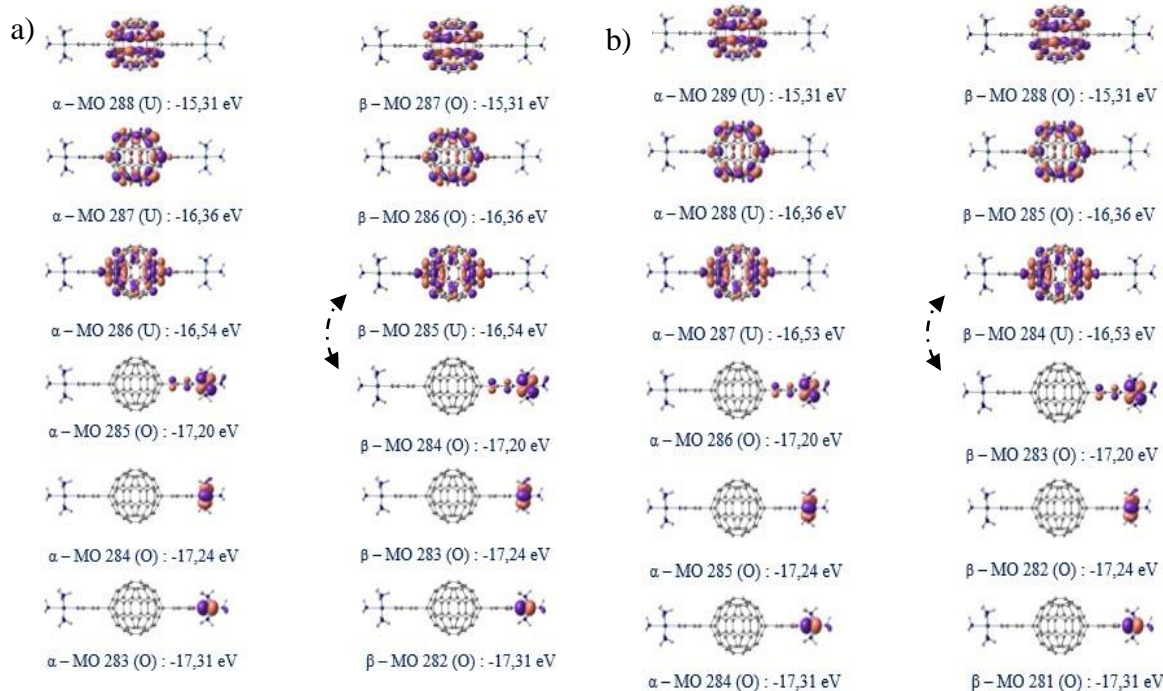 a)
α – MO 288 (U) : -15,31 eV
β – MO 287 (O) : -15,31 eV
α – MO 287 (U) : -16,36 eV
β – MO 286 (O) : -16,36 eV
α – MO 286 (U) : -16,54 eV
β – MO 285 (U) : -16,54 eV
α – MO 285 (O) : -17,20 eV
β – MO 284 (O) : -17,20 eV
α – MO 284 (O) : -17,24 eV
β – MO 283 (O) : -17,24 eV
α – MO 283 (O) : -17,31 eV
β – MO 282 (O) : -17,31 eV
b)
α – MO 289 (U) : -15,31 eV
β – MO 288 (O) : -15,31 eV
α – MO 288 (U) : -16,36 eV
β – MO 285 (O) : -16,36 eV
α – MO 287 (U) : -16,53 eV
β – MO 284 (U) : -16,53 eV
α – MO 286 (O) : -17,20 eV
β – MO 283 (O) : -17,20 eV
α – MO 285 (O) : -17,24 eV
β – MO 282 (O) : -17,24 eV
α – MO 284 (O) : -17,31 eV
β – MO 281 (O) : -17,31 eV